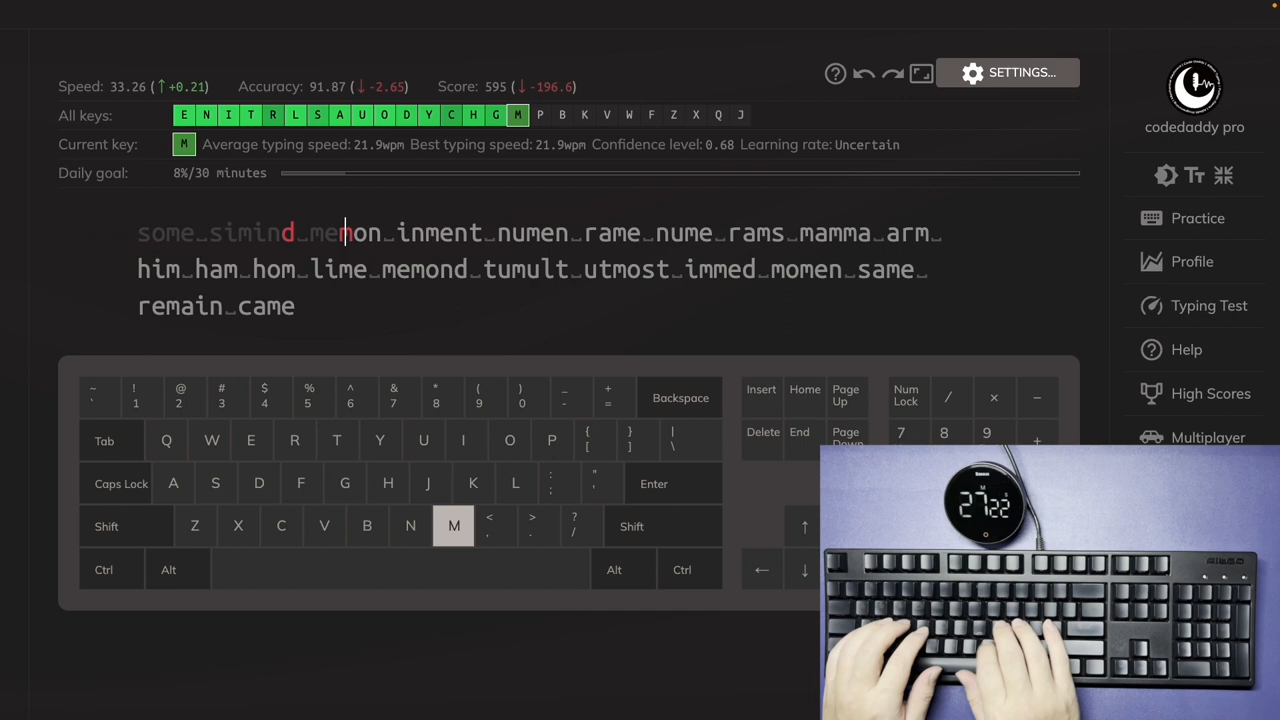 Speed: 33.26 (↑+0.21) Accuracy: 91.87 (↓-2.65) Score: 595 (↓-196.6)
SETTINGS...
All keys: E N I T R L S A U O D Y C H G M P B K V W F Z X Q J
Current key: M Average typing speed: 21.9wpm Best typing speed: 21.9wpm Confidence level: 0.68 Learning rate: Uncertain
Daily goal: 8%/30 minutes
codedaddy pro
Tт
Practice
Profile
Typing Test
Help
High Scores
Multiplayer
some␣simind␣memon␣inment␣numen␣rame␣nume␣rams␣mamma␣arm␣
him␣ham␣hom␣lime␣memond␣tumult␣utmost␣immed␣momen␣same␣
remain␣came
~ ! @ # $ % ^ & * ( ) _ +
` 1 2 3 4 5 6 7 8 9 0 - = Backspace
Tab Q W E R T Y U I O P { [ } ] | \
Caps Lock A S D F G H J K L : ; " ' Enter
Shift Z X C V B N M < , > . ? / Shift
Ctrl Alt Alt Ctrl
Insert Home Page Up
Delete End Page Down
↑
← ↓
Num Lock / × −
7 8 9 +
27 22